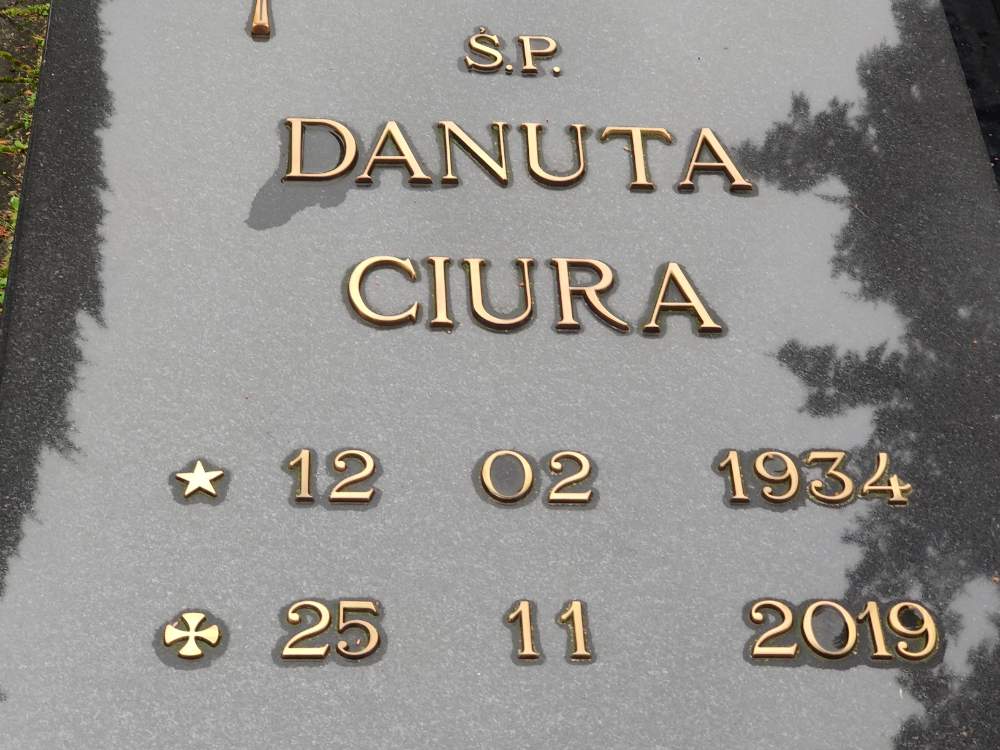 Ś.P.
DANUTA
CIURA
12 02 1934
25 11 2019